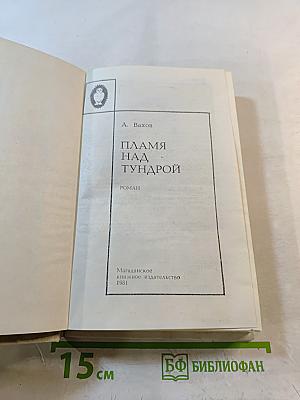 А. Вахов
ПЛАМЯ
НАД
ТУНДРОЙ
РОМАН
Магаданское
книжное издательство
1981
15 см
БФ БИБЛИОФАН